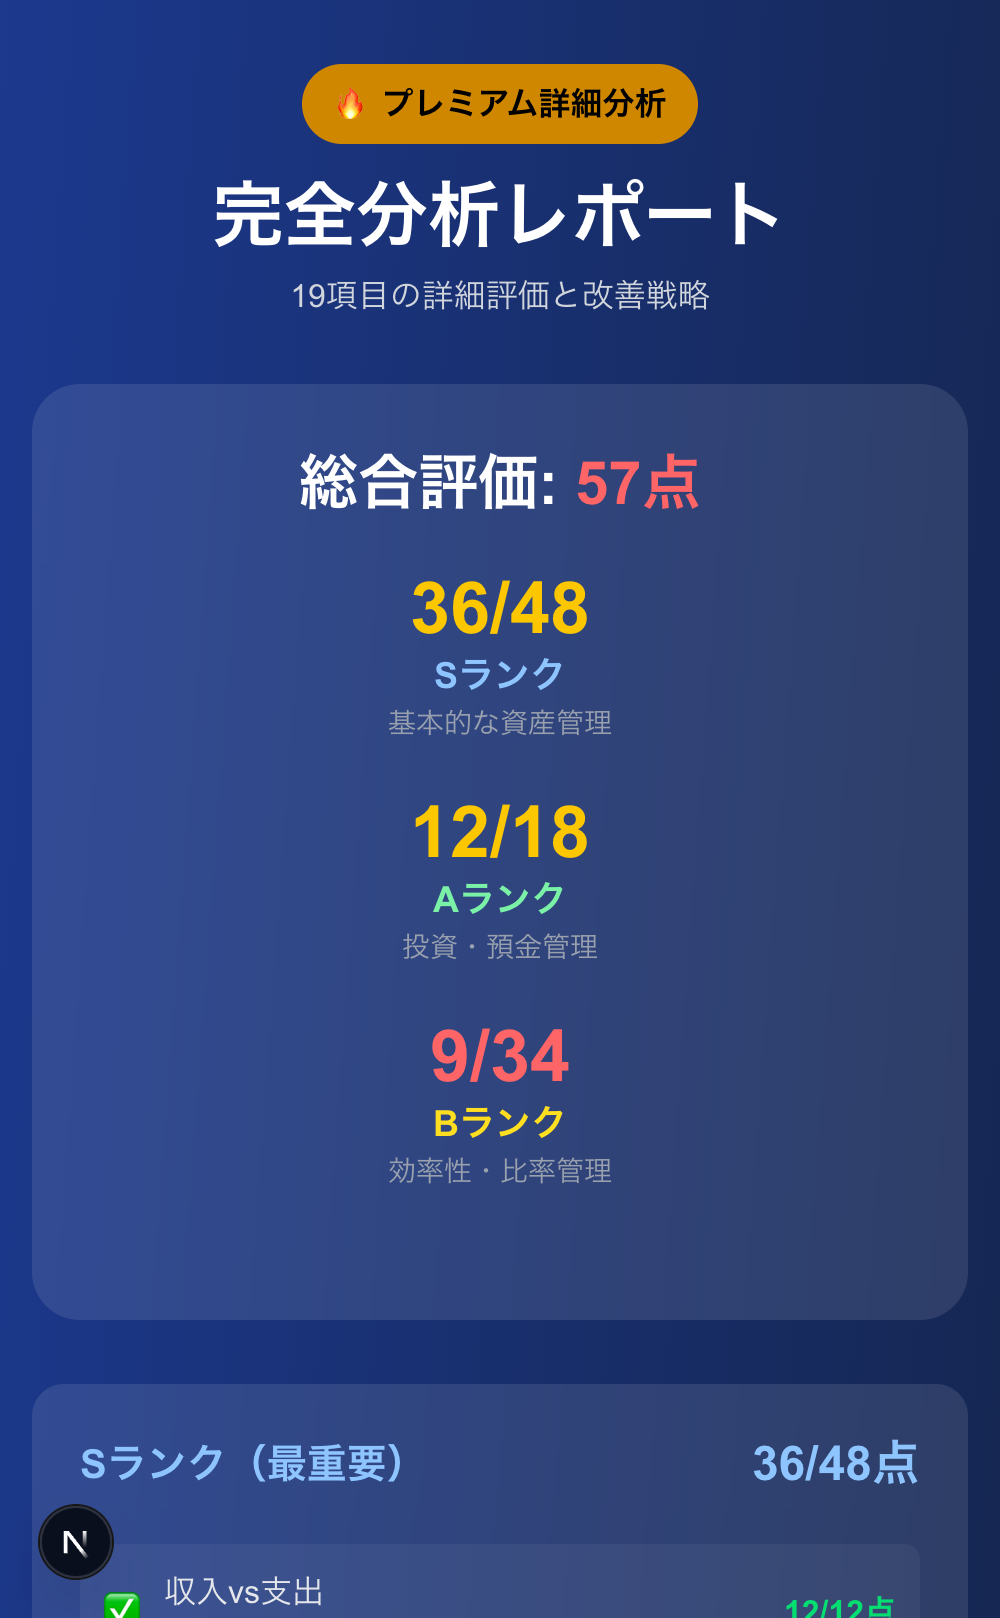 プレミアム詳細分析
完全分析レポート
19項目の詳細評価と改善戦略
総合評価: 57点
36/48
Sランク
基本的な資産管理
12/18
Aランク
投資・預金管理
9/34
Bランク
効率性・比率管理
Sランク（最重要） 36/48点
N
収入vs支出
12/12点